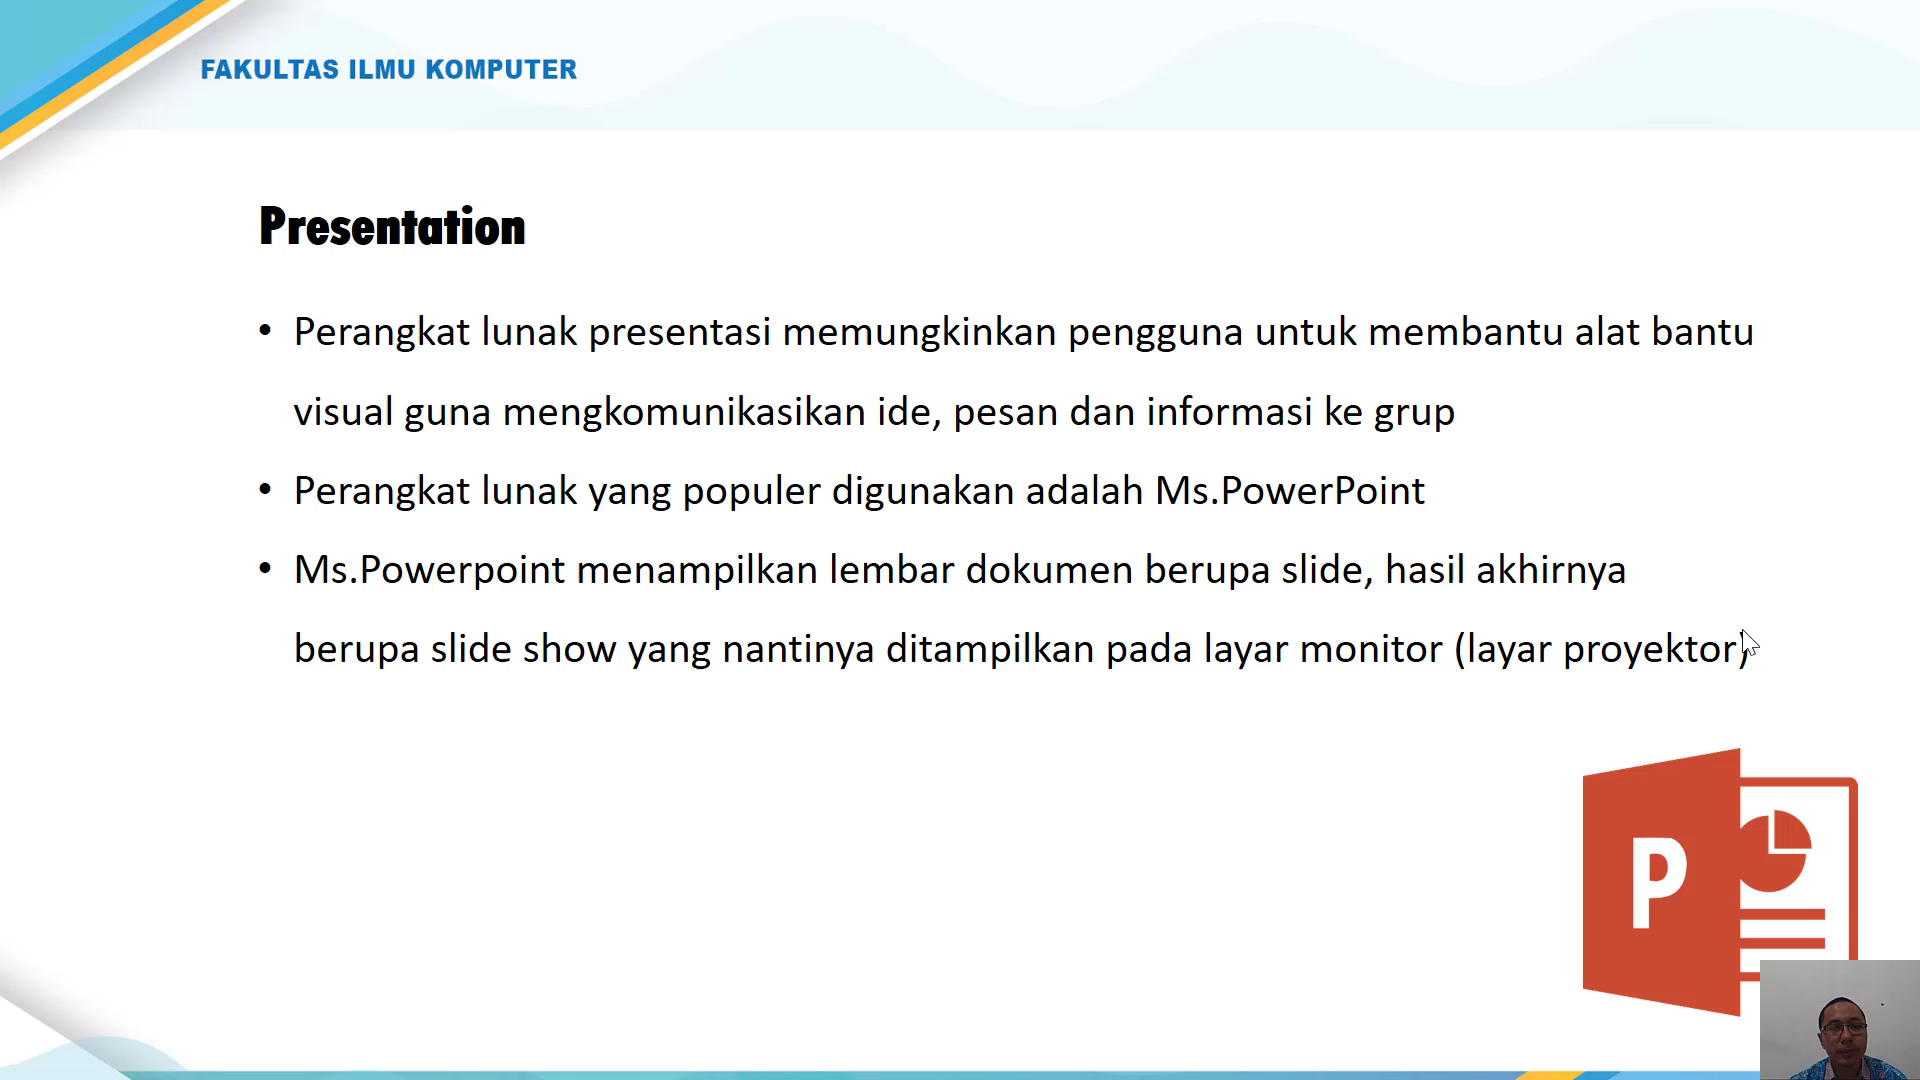 FAKULTAS ILMU KOMPUTER
Presentation
• Perangkat lunak presentasi memungkinkan pengguna untuk membantu alat bantu
visual guna mengkomunikasikan ide, pesan dan informasi ke grup
• Perangkat lunak yang populer digunakan adalah Ms.PowerPoint
• Ms.Powerpoint menampilkan lembar dokumen berupa slide, hasil akhirnya
berupa slide show yang nantinya ditampilkan pada layar monitor (layar proyektor)
P